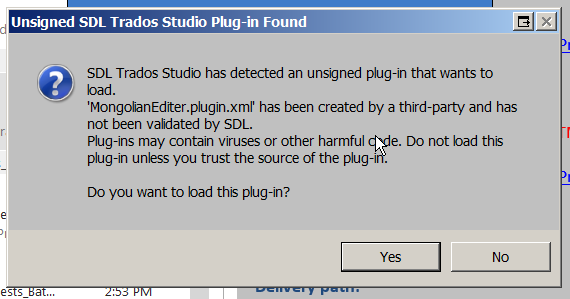 Unsigned SDL Trados Studio Plug-in Found
SDL Trados Studio has detected an unsigned plug-in that wants to
load.
'MongolianEditer.plugin.xml' has been created by a third-party and has
not been validated by SDL.
Plug-ins may contain viruses or other harmful code. Do not load this
plug-in unless you trust the source of the plug-in.
Do you want to load this plug-in?
Yes No
ests_Bat... 2:53 PM
Delivery path: